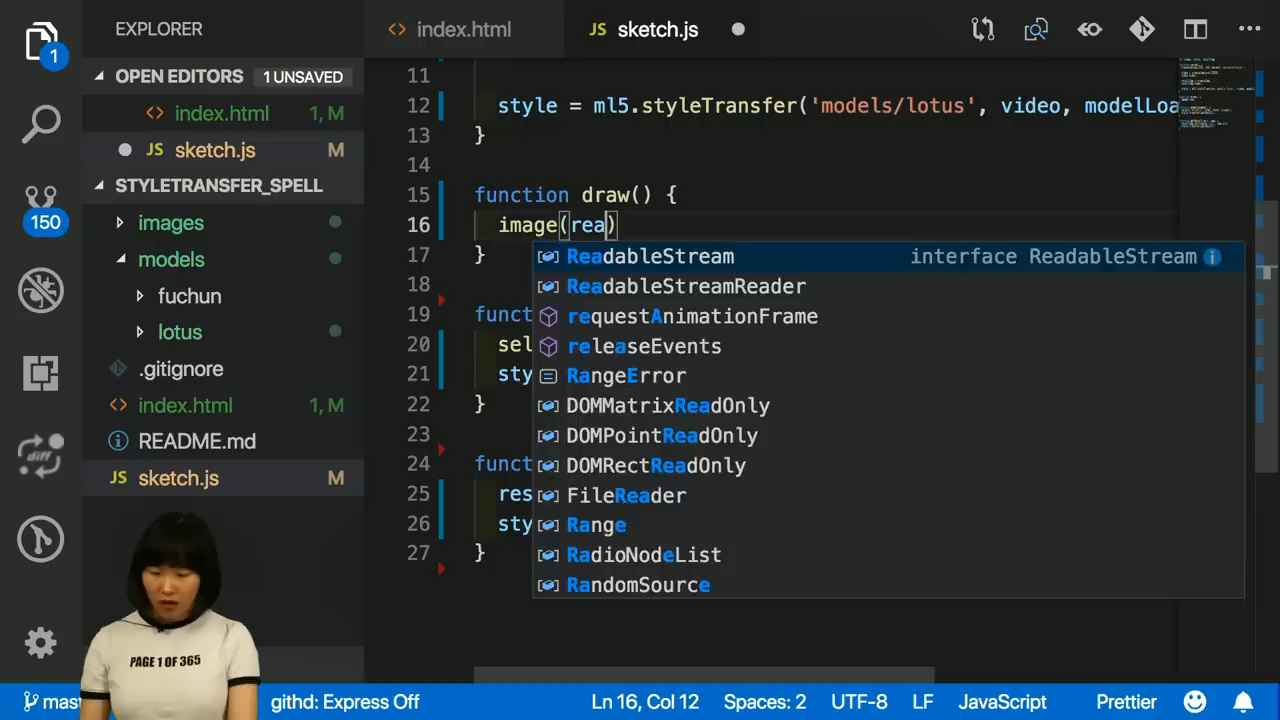 EXPLORER
index.html
JS sketch.js
1
OPEN EDITORS 1 UNSAVED
index.html 1, M
JS sketch.js M
STYLETRANSFER_SPELL
150
images
models
fuchun
lotus
.gitignore
index.html 1, M
README.md
JS sketch.js M
diff
11
12 style = ml5.styleTransfer('models/lotus', video, modelLoa
13 }
14
15 function draw() {
16 image(rea)
17 }
18
19 funct
20 sel
21 sty
22 }
23
24 funct
25 res
26 sty
27 }
ReadableStream interface ReadableStream
ReadableStreamReader
requestAnimationFrame
releaseEvents
RangeError
DOMMatrixReadOnly
DOMPointReadOnly
DOMRectReadOnly
FileReader
Range
RadioNodeList
RandomSource
PAGE 1 OF 365
mast
githd: Express Off
Ln 16, Col 12 Spaces: 2 UTF-8 LF JavaScript Prettier